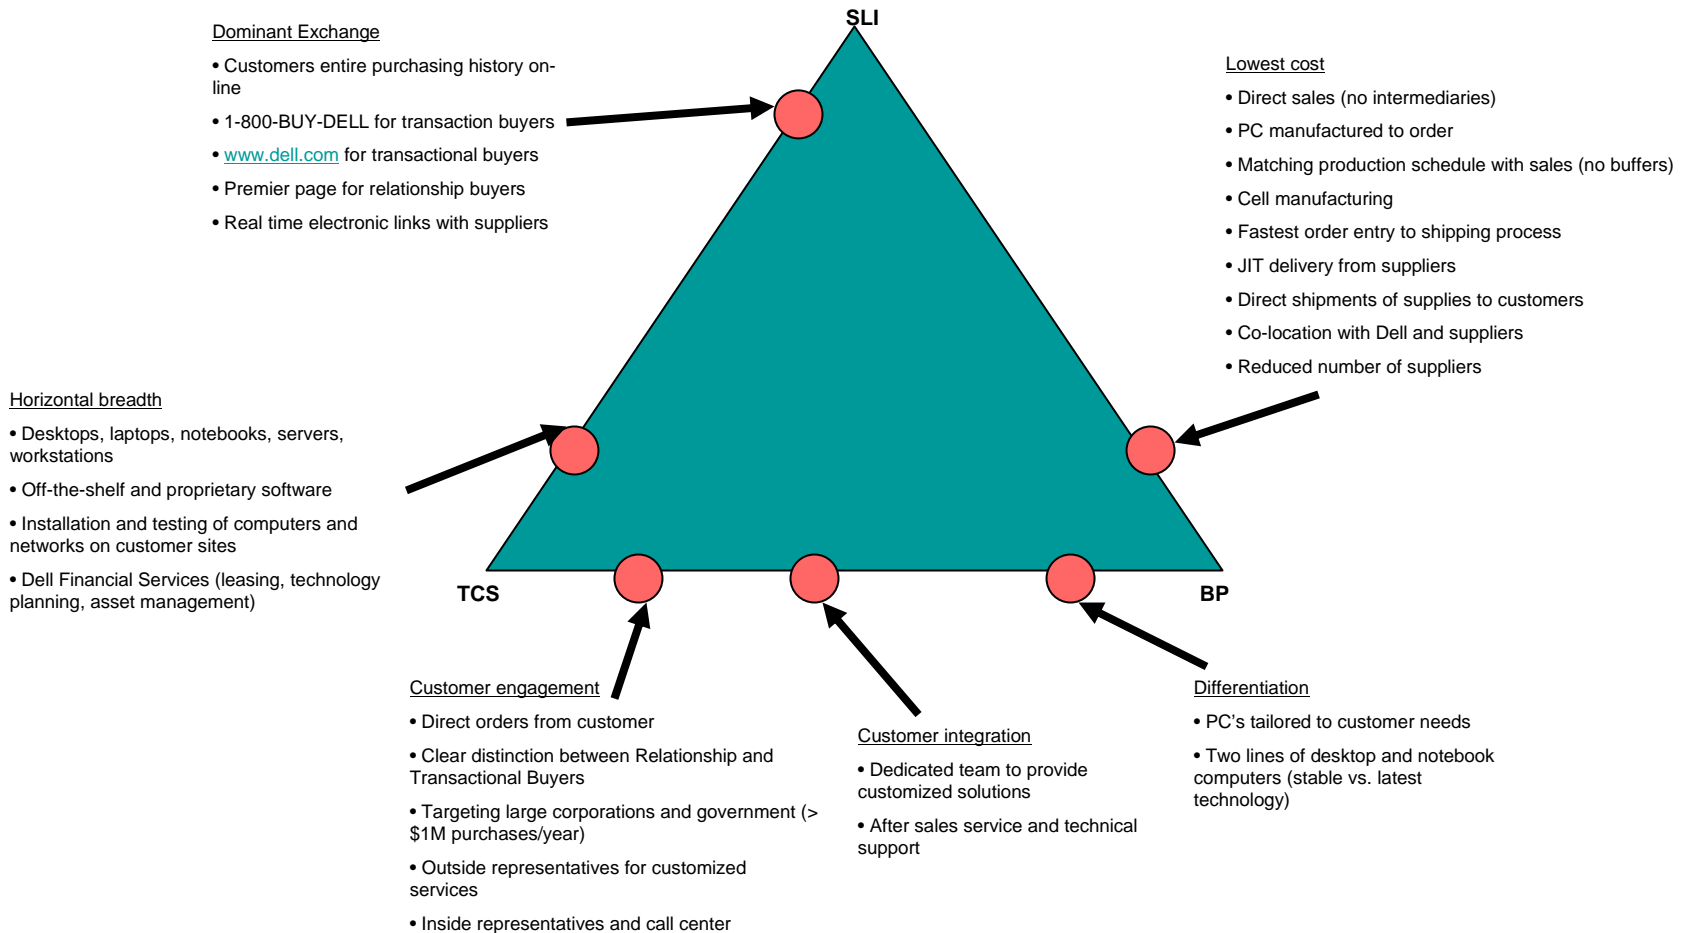 SLI
Dominant Exchange
• Customers entire purchasing history on-
line
• 1-800-BUY-DELL for transaction buyers
• www.dell.com for transactional buyers
• Premier page for relationship buyers
• Real time electronic links with suppliers
Lowest cost
• Direct sales (no intermediaries)
• PC manufactured to order
• Matching production schedule with sales (no buffers)
• Cell manufacturing
• Fastest order entry to shipping process
• JIT delivery from suppliers
• Direct shipments of supplies to customers
• Co-location with Dell and suppliers
• Reduced number of suppliers
Horizontal breadth
• Desktops, laptops, notebooks, servers,
workstations
• Off-the-shelf and proprietary software
• Installation and testing of computers and
networks on customer sites
• Dell Financial Services (leasing, technology
planning, asset management)
TCS
BP
Customer engagement
• Direct orders from customer
• Clear distinction between Relationship and
Transactional Buyers
• Targeting large corporations and government (>
$1M purchases/year)
• Outside representatives for customized
services
• Inside representatives and call center
Customer integration
• Dedicated team to provide
customized solutions
• After sales service and technical
support
Differentiation
• PC's tailored to customer needs
• Two lines of desktop and notebook
computers (stable vs. latest
technology)